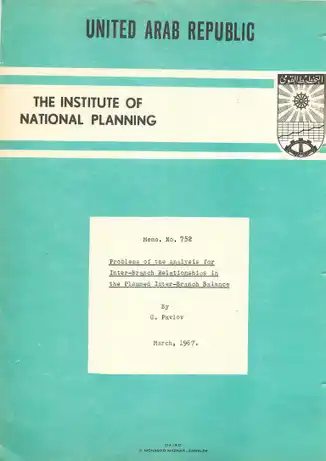 UNITED ARAB REPUBLIC
THE INSTITUTE OF
NATIONAL PLANNING
Memo. No. 752
Problems of the analysis for
Inter-Branch Relationships in
the Planned Inter-Branch Balance
By
G. Pavlov
March, 1967.
CAIRO